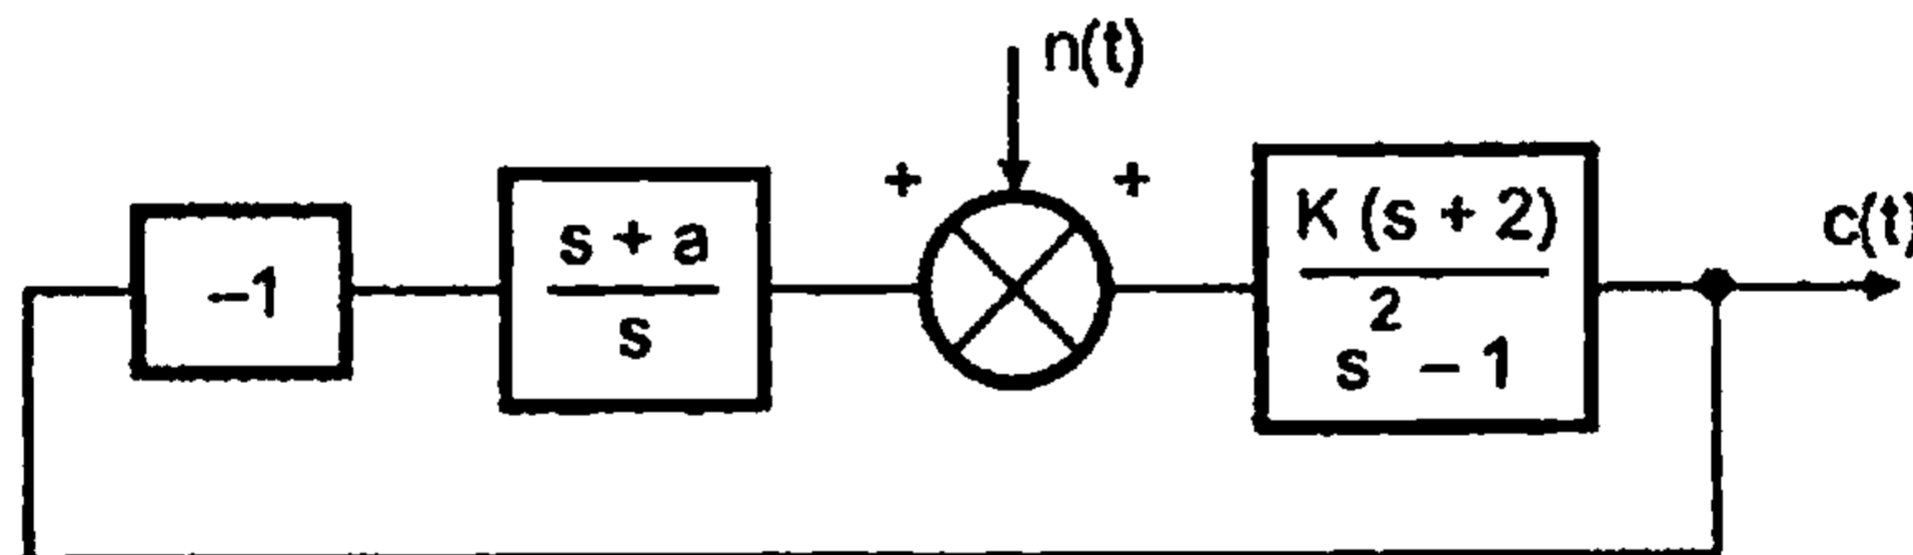 n(t)
+ +
-1
s + a
s
K (s + 2)
s² - 1
c(t)